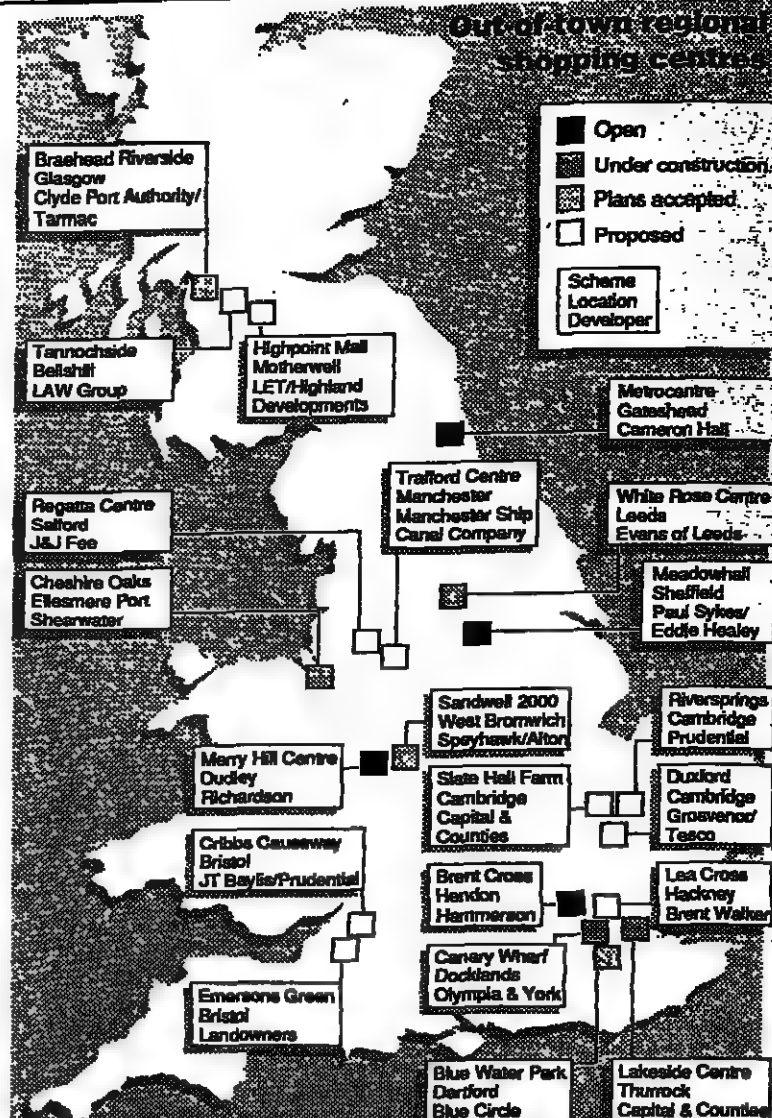 Out-of-town regional
shopping centres
Open
Under construction
Plans accepted
Proposed
Scheme
Location
Developer
Braehead Riverside
Glasgow
Clyde Port Authority/
Tarmac
Tannochside
Bellshill
LAW Group
Highpoint Mall
Motherwell
LET/Highland
Developments
Metrocentre
Gateshead
Cameron Hall
Trafford Centre
Manchester
Manchester Ship
Canal Company
White Rose Centre
Leeds
Evans of Leeds
Regatta Centre
Salford
J&J Fee
Cheshire Oaks
Ellesmere Port
Shearwater
Meadowhall
Sheffield
Paul Sykes/
Eddie Healey
Sandwell 2000
West Bromwich
Speyhawk/Alton
Riversprings
Cambridge
Prudential
Merry Hill Centre
Dudley
Richardson
Slate Hall Farm
Cambridge
Capital &
Counties
Duxford
Cambridge
Grosvenor/
Tesco
Cribbs Causeway
Bristol
JT Baylis/Prudential
Brent Cross
Hendon
Hammerson
Lea Cross
Hackney
Brent Walker
Canary Wharf
Docklands
Olympia & York
Emersons Green
Bristol
Landowners
Blue Water Park
Dartford
Blue Circle
Lakeside Centre
Thurrock
Capital & Counties